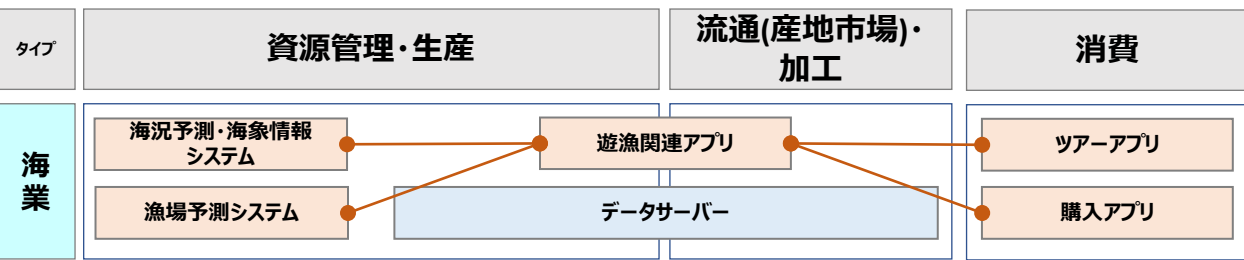 タイプ
資源管理・生産
流通(産地市場)・
加工
消費
海
業
海況予測・海象情報
システム
遊漁関連アプリ
ツアーアプリ
漁場予測システム
データサーバー
購入アプリ